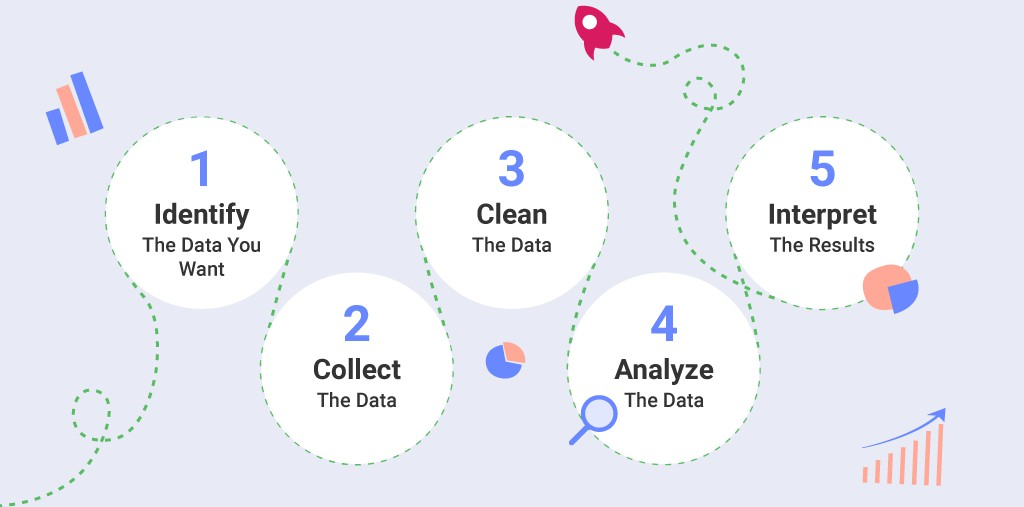 1
Identify
The Data You
Want
2
Collect
The Data
3
Clean
The Data
4
Analyze
The Data
5
Interpret
The Results